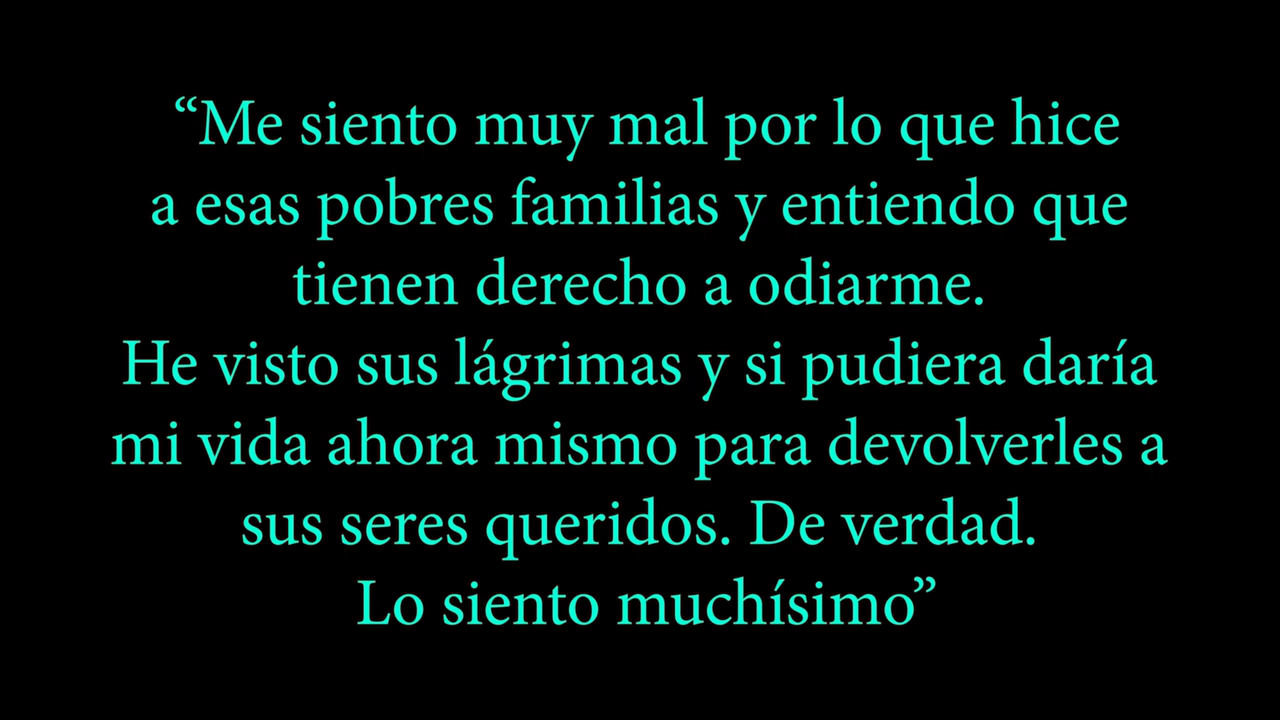 “Me siento muy mal por lo que hice
a esas pobres familias y entiendo que
tienen derecho a odiarme.
He visto sus lágrimas y si pudiera daría
mi vida ahora mismo para devolverles a
sus seres queridos. De verdad.
Lo siento muchísimo”